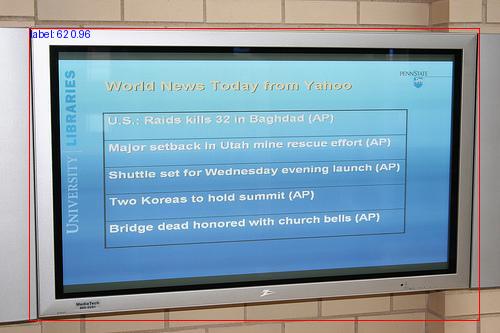 label: 62 0.96
PENNSTATE
World News Today from Yahoo
U.S.: Raids kills 32 in Baghdad (AP)
Major setback in Utah mine rescue effort (AP)
Shuttle set for Wednesday evening launch (AP)
Two Koreas to hold summit (AP)
Bridge dead honored with church bells (AP)
UNIVERSITY LIBRARIES
MediaTech